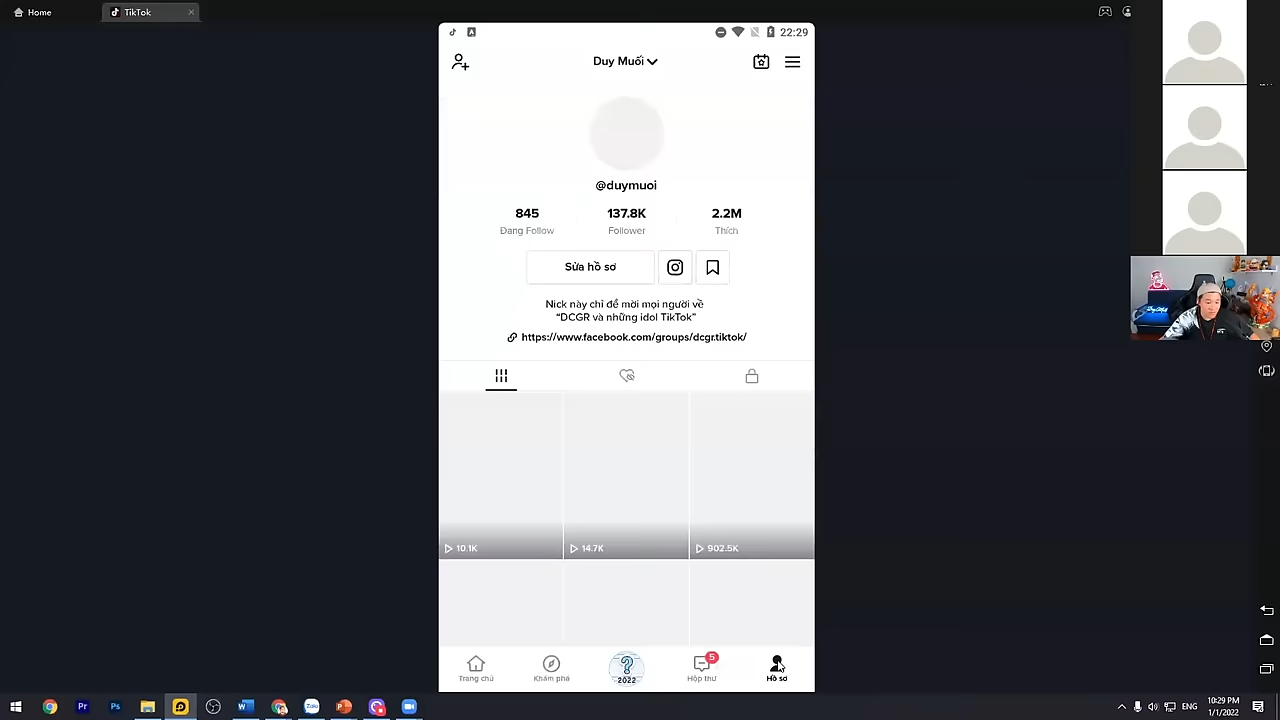 Home
TikTok
22:29
Duy Muối
@duymuoi
845
137.8K
2.2M
Đang Follow
Follower
Thích
Sửa hồ sơ
Nick này chỉ để mời mọi người về
“DCGR và những idol TikTok”
https://www.facebook.com/groups/dcgr.tiktok/
10.1K
14.7K
902.5K
5
2022
Trang chủ
Khám phá
Hộp thư
Hồ sơ
Pr
Ps
W
Zalo
P
ENG
10:29 PM
1/1/2022